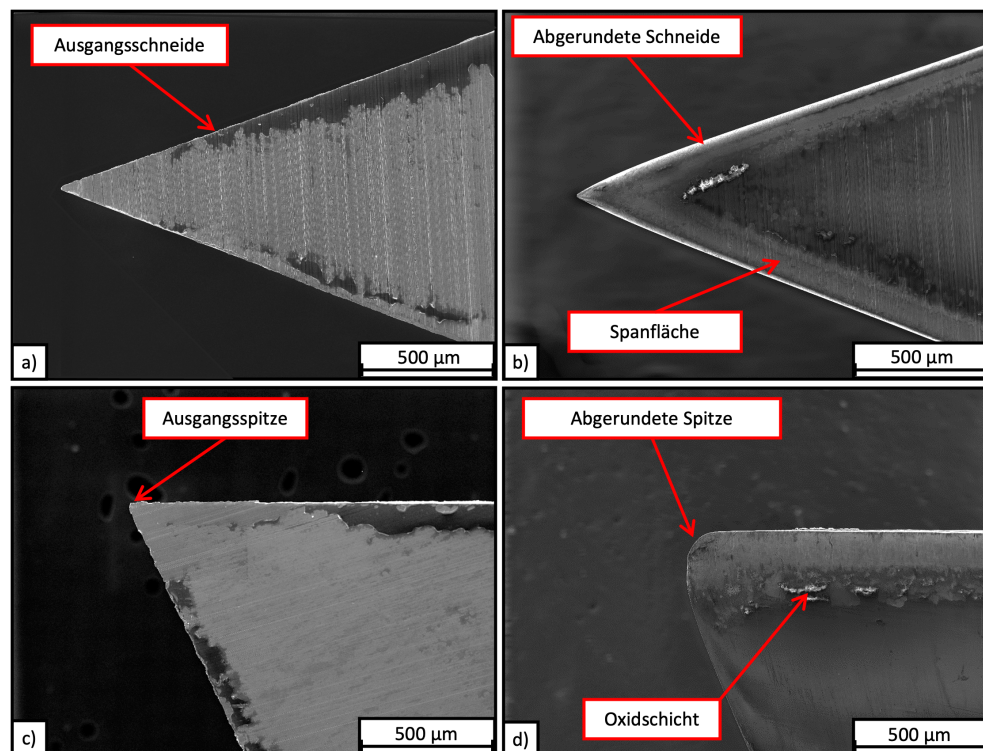 Ausgangsschneide
a)
500 µm
Abgerundete Schneide
Spanfläche
b)
500 µm
Ausgangsspitze
c)
500 µm
Abgerundete Spitze
Oxidschicht
d)
500 µm